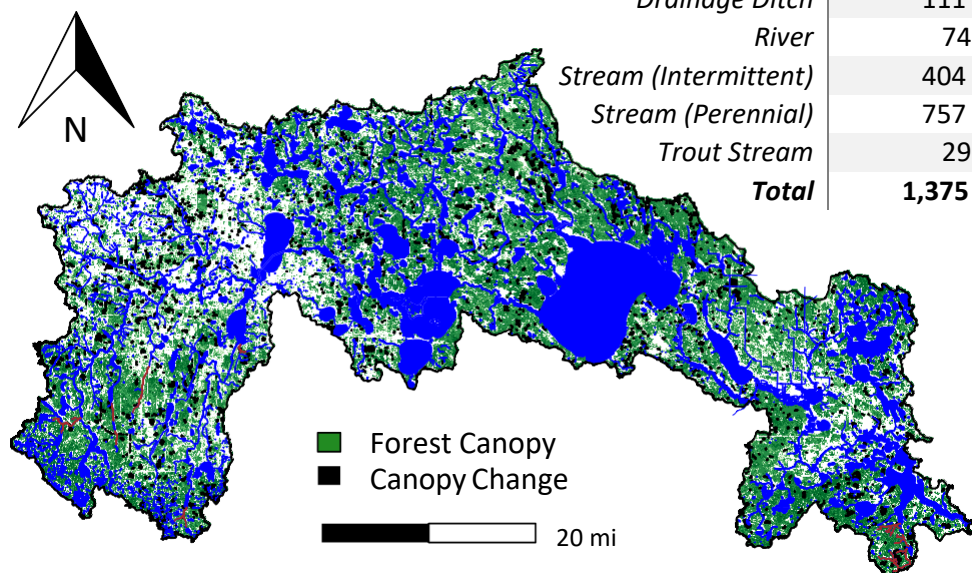 Drainage Ditch 111
River 74
Stream (Intermittent) 404
Stream (Perennial) 757
Trout Stream 29
Total 1,375
N
Forest Canopy
Canopy Change
20 mi